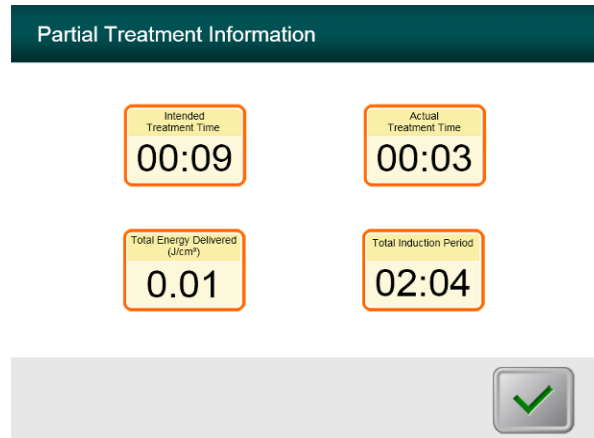 Partial Treatment Information
Intended
Treatment Time
00:09
Actual
Treatment Time
00:03
Total Energy Delivered
(J/cm²)
0.01
Total Induction Period
02:04